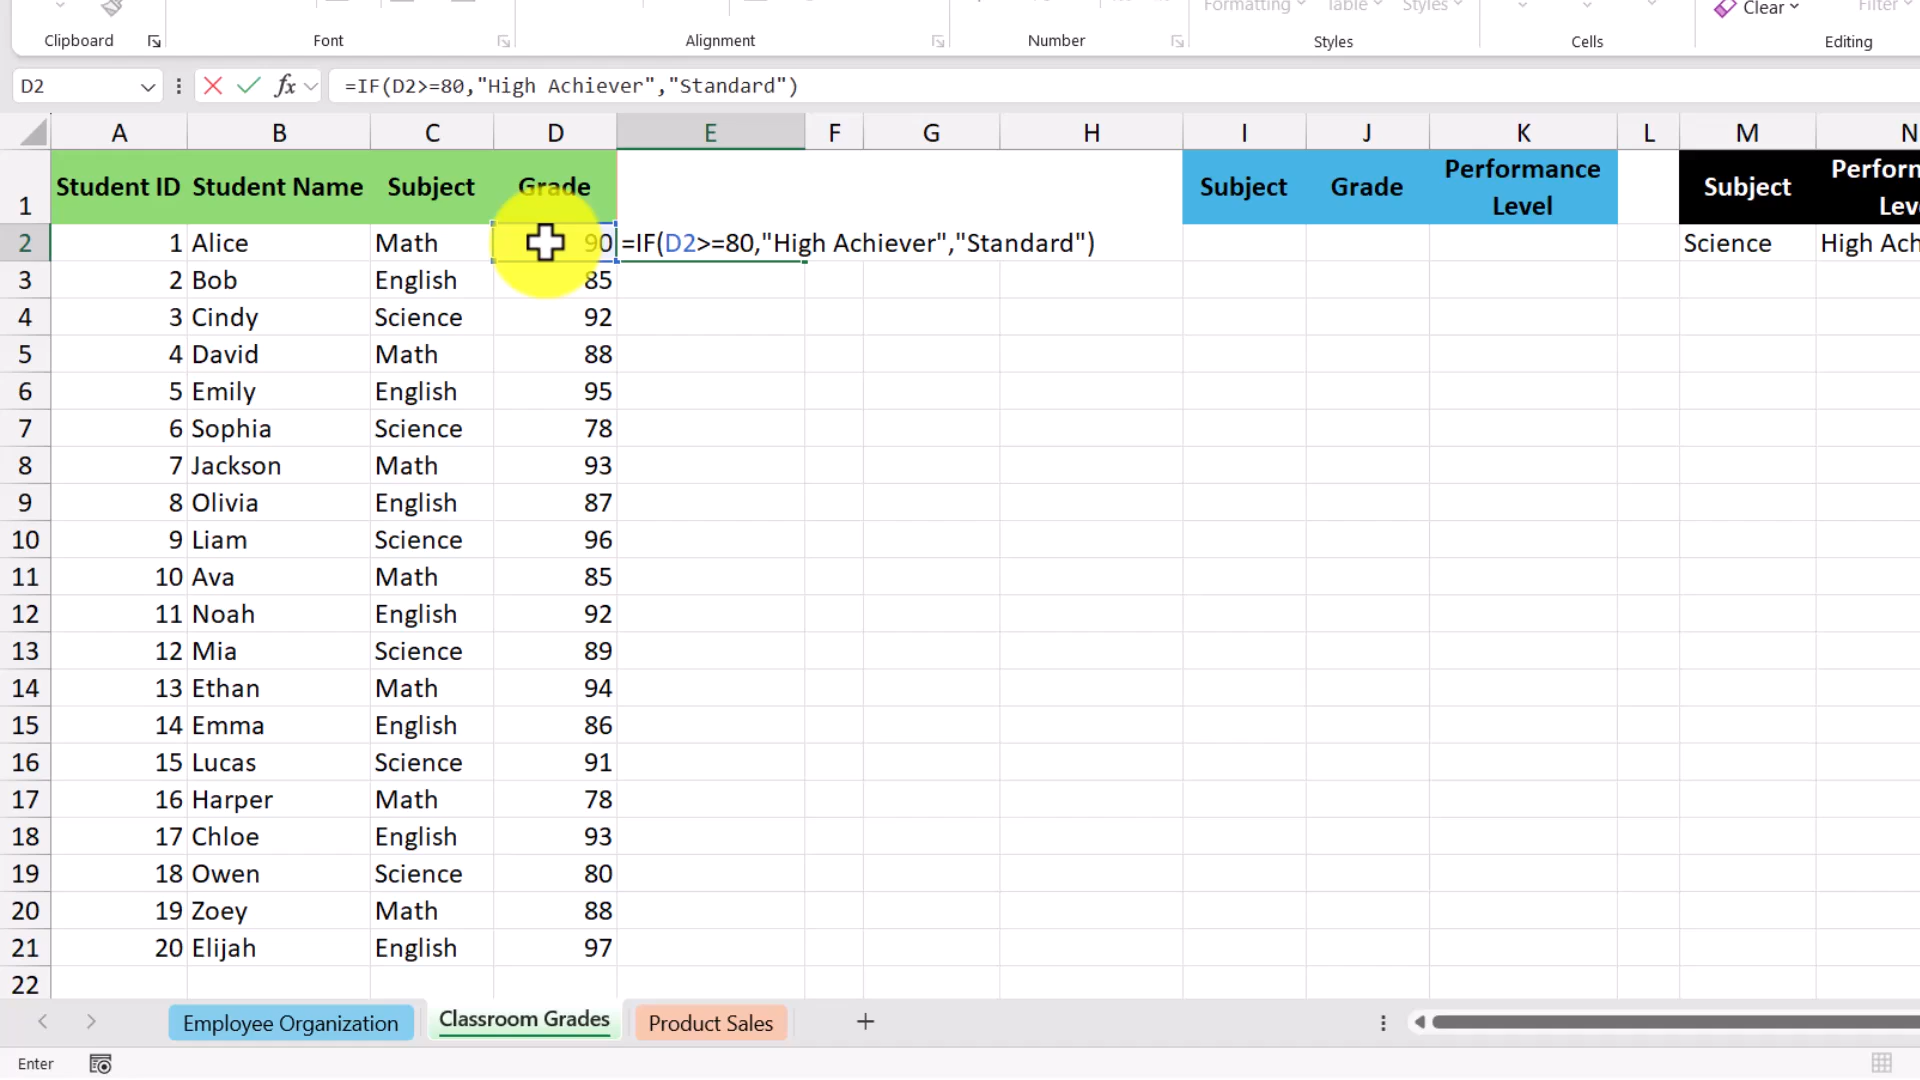 Formatting Table Styles Clear Filter
Clipboard Font Alignment Number Styles Cells Editing
D2 fx =IF(D2>=80,"High Achiever","Standard")
A B C D E F G H I J K L M N
1 Student ID Student Name Subject Grade Subject Grade Performance Level Subject Perform Lev
2 1 Alice Math 90 =IF(D2>=80,"High Achiever","Standard") Science High Ach
3 2 Bob English 85
4 3 Cindy Science 92
5 4 David Math 88
6 5 Emily English 95
7 6 Sophia Science 78
8 7 Jackson Math 93
9 8 Olivia English 87
10 9 Liam Science 96
11 10 Ava Math 85
12 11 Noah English 92
13 12 Mia Science 89
14 13 Ethan Math 94
15 14 Emma English 86
16 15 Lucas Science 91
17 16 Harper Math 78
18 17 Chloe English 93
19 18 Owen Science 80
20 19 Zoey Math 88
21 20 Elijah English 97
22
Employee Organization Classroom Grades Product Sales
Enter